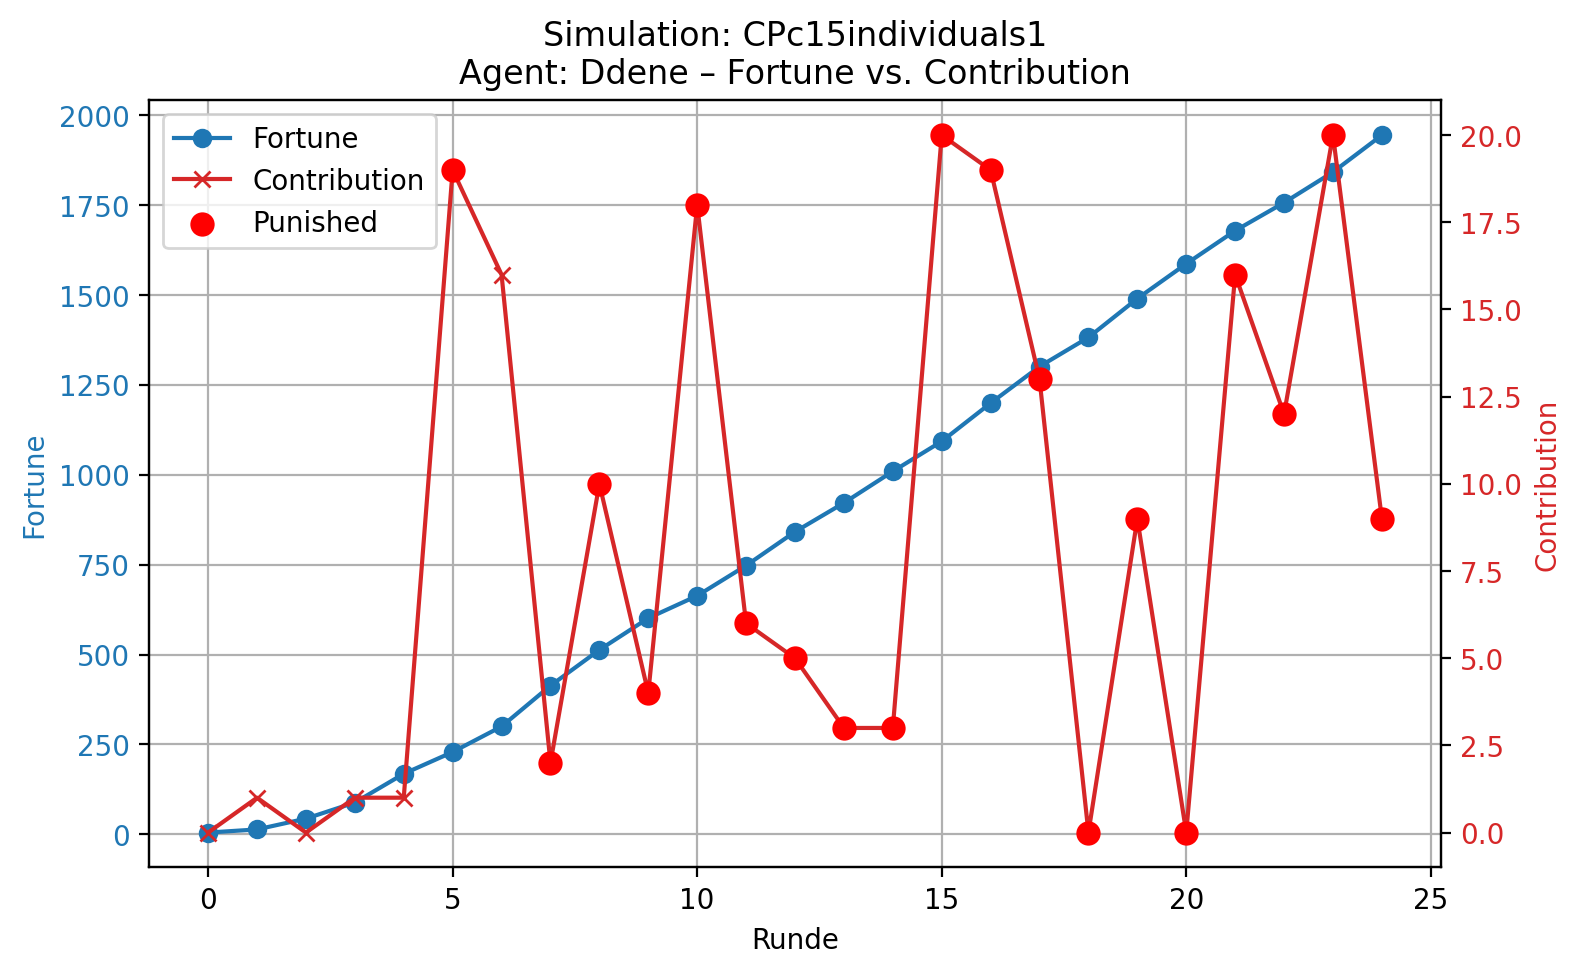 Simulation: CPc15individuals1
Agent: Ddene – Fortune vs. Contribution
Fortune
Contribution
Punished
2000
1750
1500
1250
1000
750
500
250
0
Fortune
20.0
17.5
15.0
12.5
10.0
7.5
5.0
2.5
0.0
Contribution
0 5 10 15 20 25
Runde